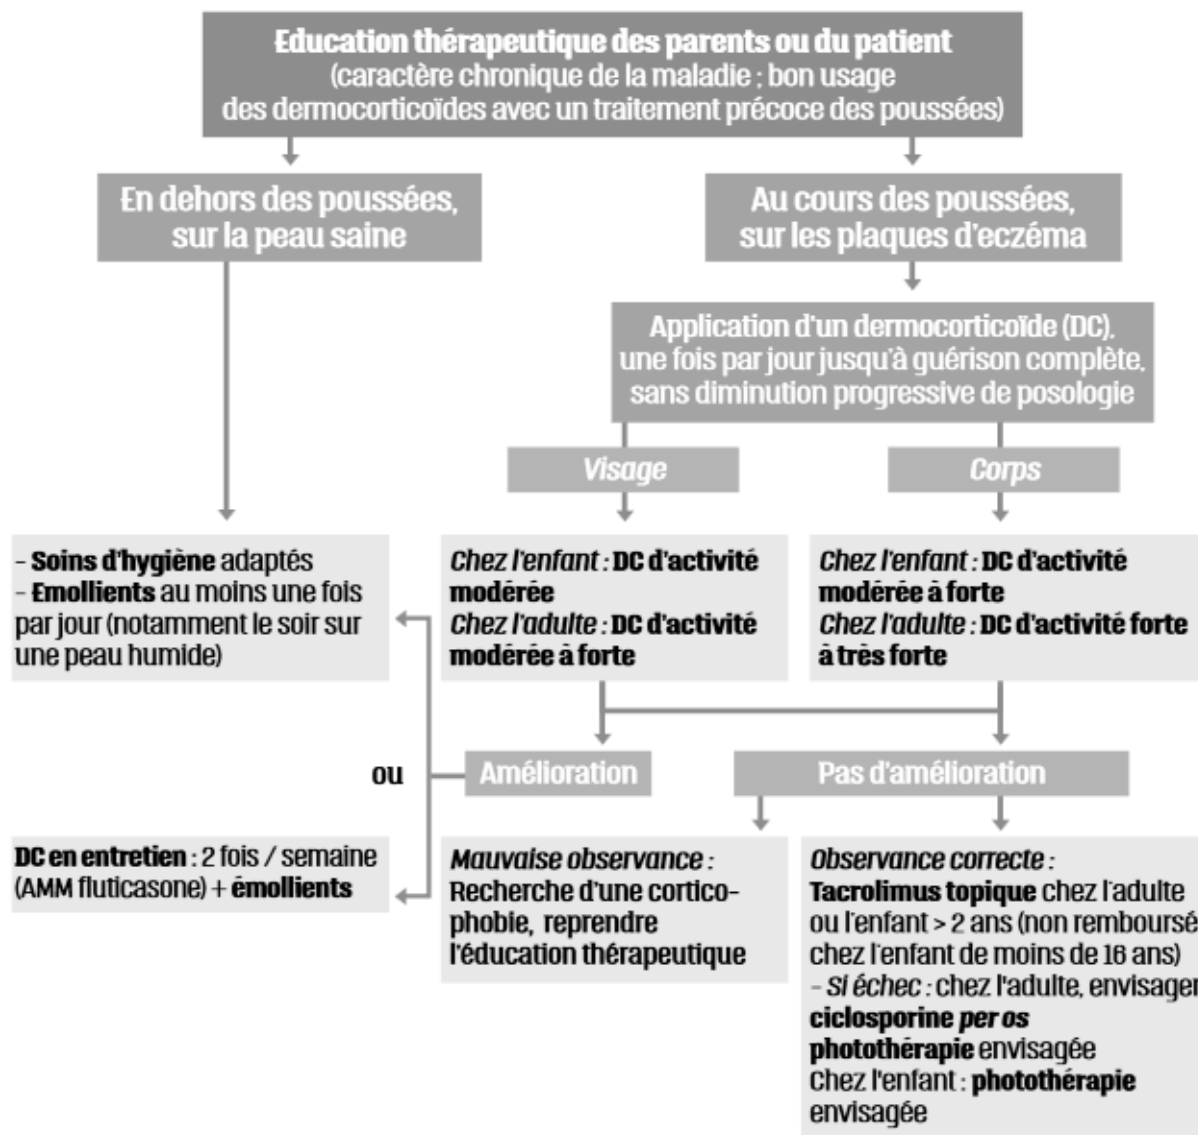 Education thérapeutique des parents ou du patient
(caractère chronique de la maladie ; bon usage
des dermocorticoïdes avec un traitement précoce des poussées)
En dehors des poussées,
sur la peau saine
Au cours des poussées,
sur les plaques d'eczéma
Application d'un dermocorticoïde (DC),
une fois par jour jusqu'à guérison complète,
sans diminution progressive de posologie
Visage
Corps
- Soins d'hygiène adaptés
- Emollients au moins une fois
par jour (notamment le soir sur
une peau humide)
Chez l'enfant : DC d'activité
modérée
Chez l'adulte : DC d'activité
modérée à forte
Chez l'enfant : DC d'activité
modérée à forte
Chez l'adulte : DC d'activité forte
à très forte
ou
Amélioration
Pas d'amélioration
DC en entretien : 2 fois / semaine
(AMM fluticasone) + émollients
Mauvaise observance :
Recherche d'une cortico-
phobie, reprendre
l'éducation thérapeutique
Observance correcte :
Tacrolimus topique chez l'adulte
ou l'enfant > 2 ans (non remboursé
chez l'enfant de moins de 16 ans)
- Si échec : chez l'adulte, envisager
ciclosporine per os
photothérapie envisagée
Chez l'enfant : photothérapie
envisagée